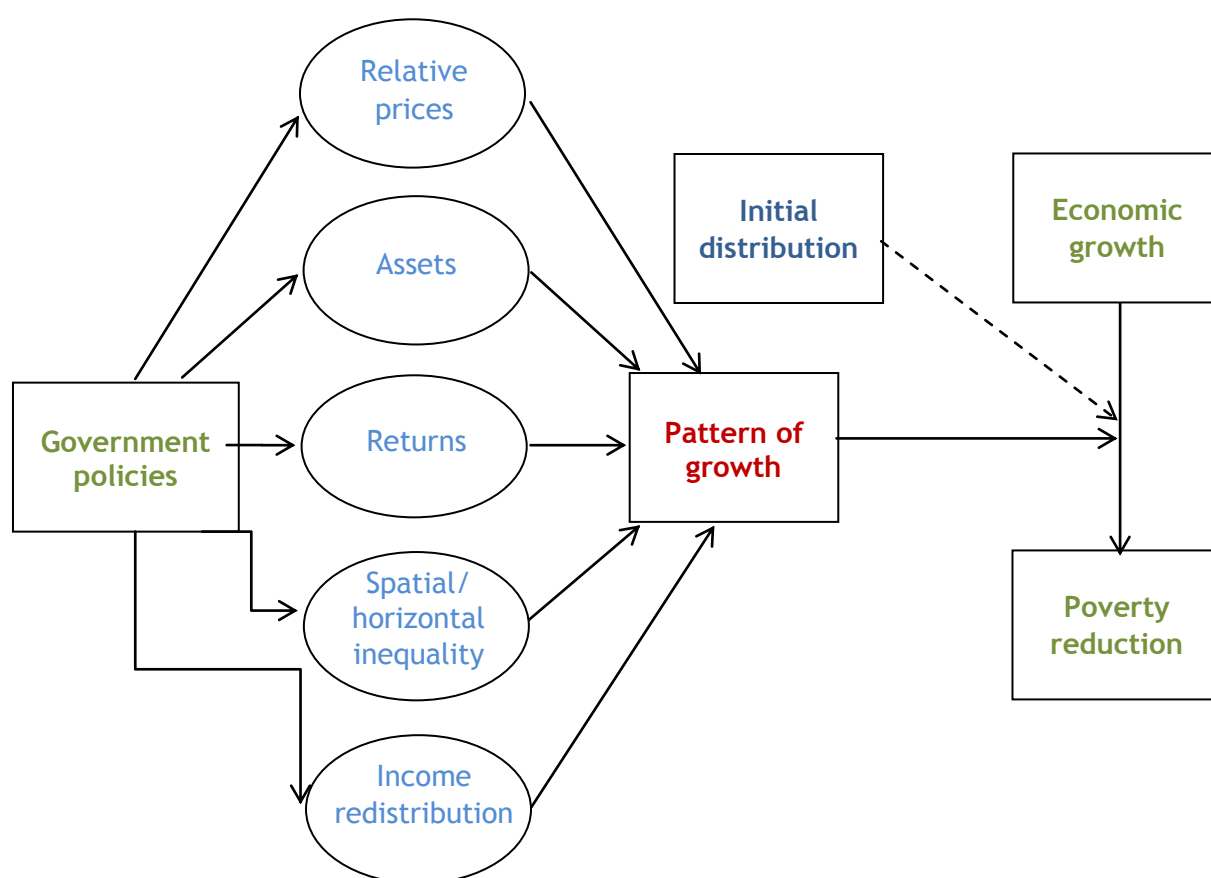 Relative
prices
Initial
distribution
Economic
growth
Assets
Government
policies
Returns
Pattern of
growth
Spatial/
horizontal
inequality
Poverty
reduction
Income
redistribution